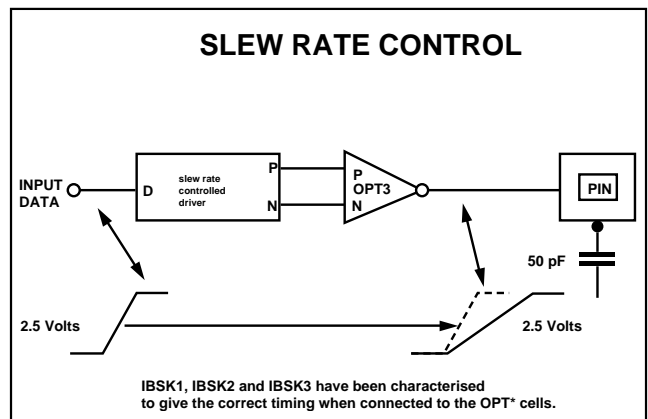 SLEW RATE CONTROL
INPUT
DATA
D
slew rate
controlled
driver
P
N
P
OPT3
N
PIN
50 pF
2.5 Volts
2.5 Volts
IBSK1, IBSK2 and IBSK3 have been characterised
to give the correct timing when connected to the OPT* cells.